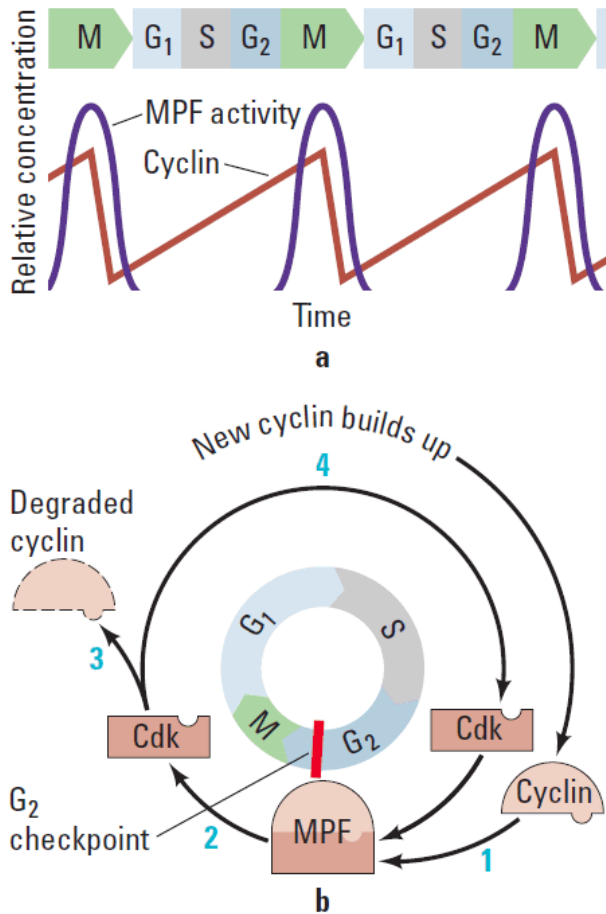 M G₁ S G₂ M G₁ S G₂ M
Relative concentration
MPF activity
Cyclin
Time
a
New cyclin builds up
4
Degraded
cyclin
3
G₁
S
M
G₂
Cdk
Cdk
Cyclin
G₂
checkpoint
2
MPF
1
b